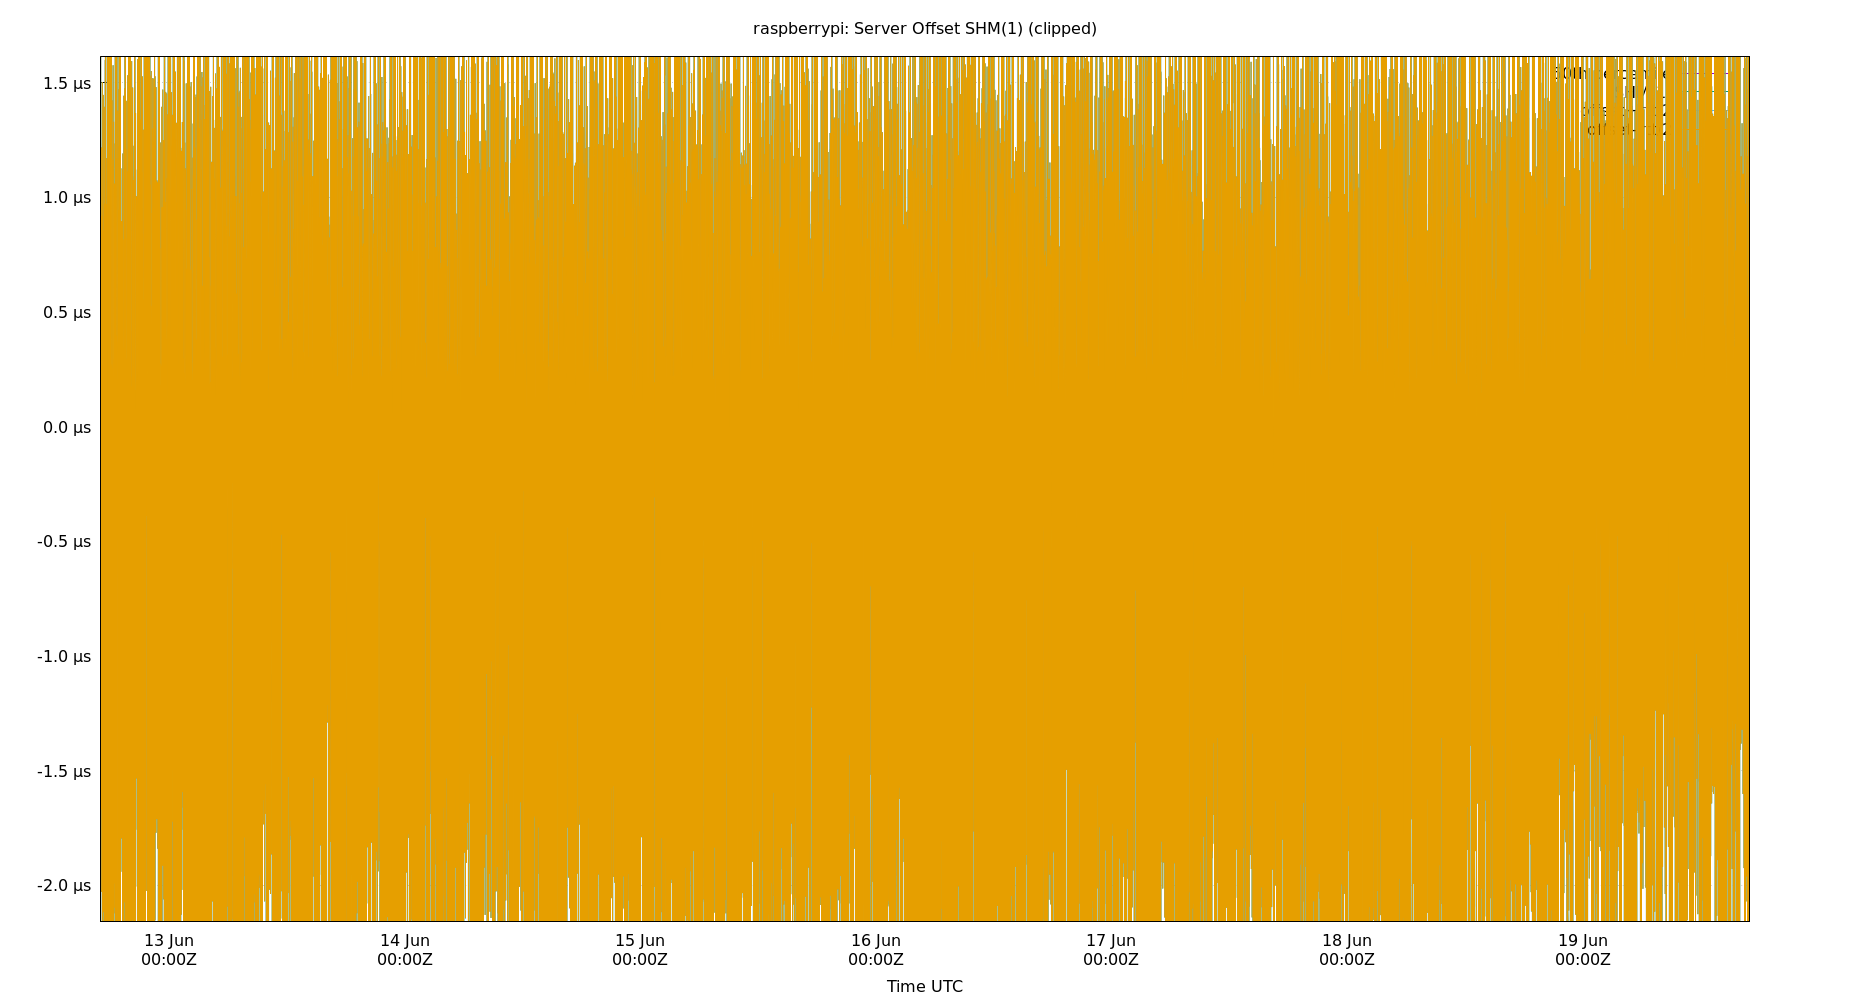 raspberrypi: Server Offset SHM(1) (clipped)
1.5 µs
1.0 µs
0.5 µs
0.0 µs
-0.5 µs
-1.0 µs
-1.5 µs
-2.0 µs
13 Jun 14 Jun 15 Jun 16 Jun 17 Jun 18 Jun 19 Jun
00:00Z 00:00Z 00:00Z 00:00Z 00:00Z 00:00Z 00:00Z
Time UTC